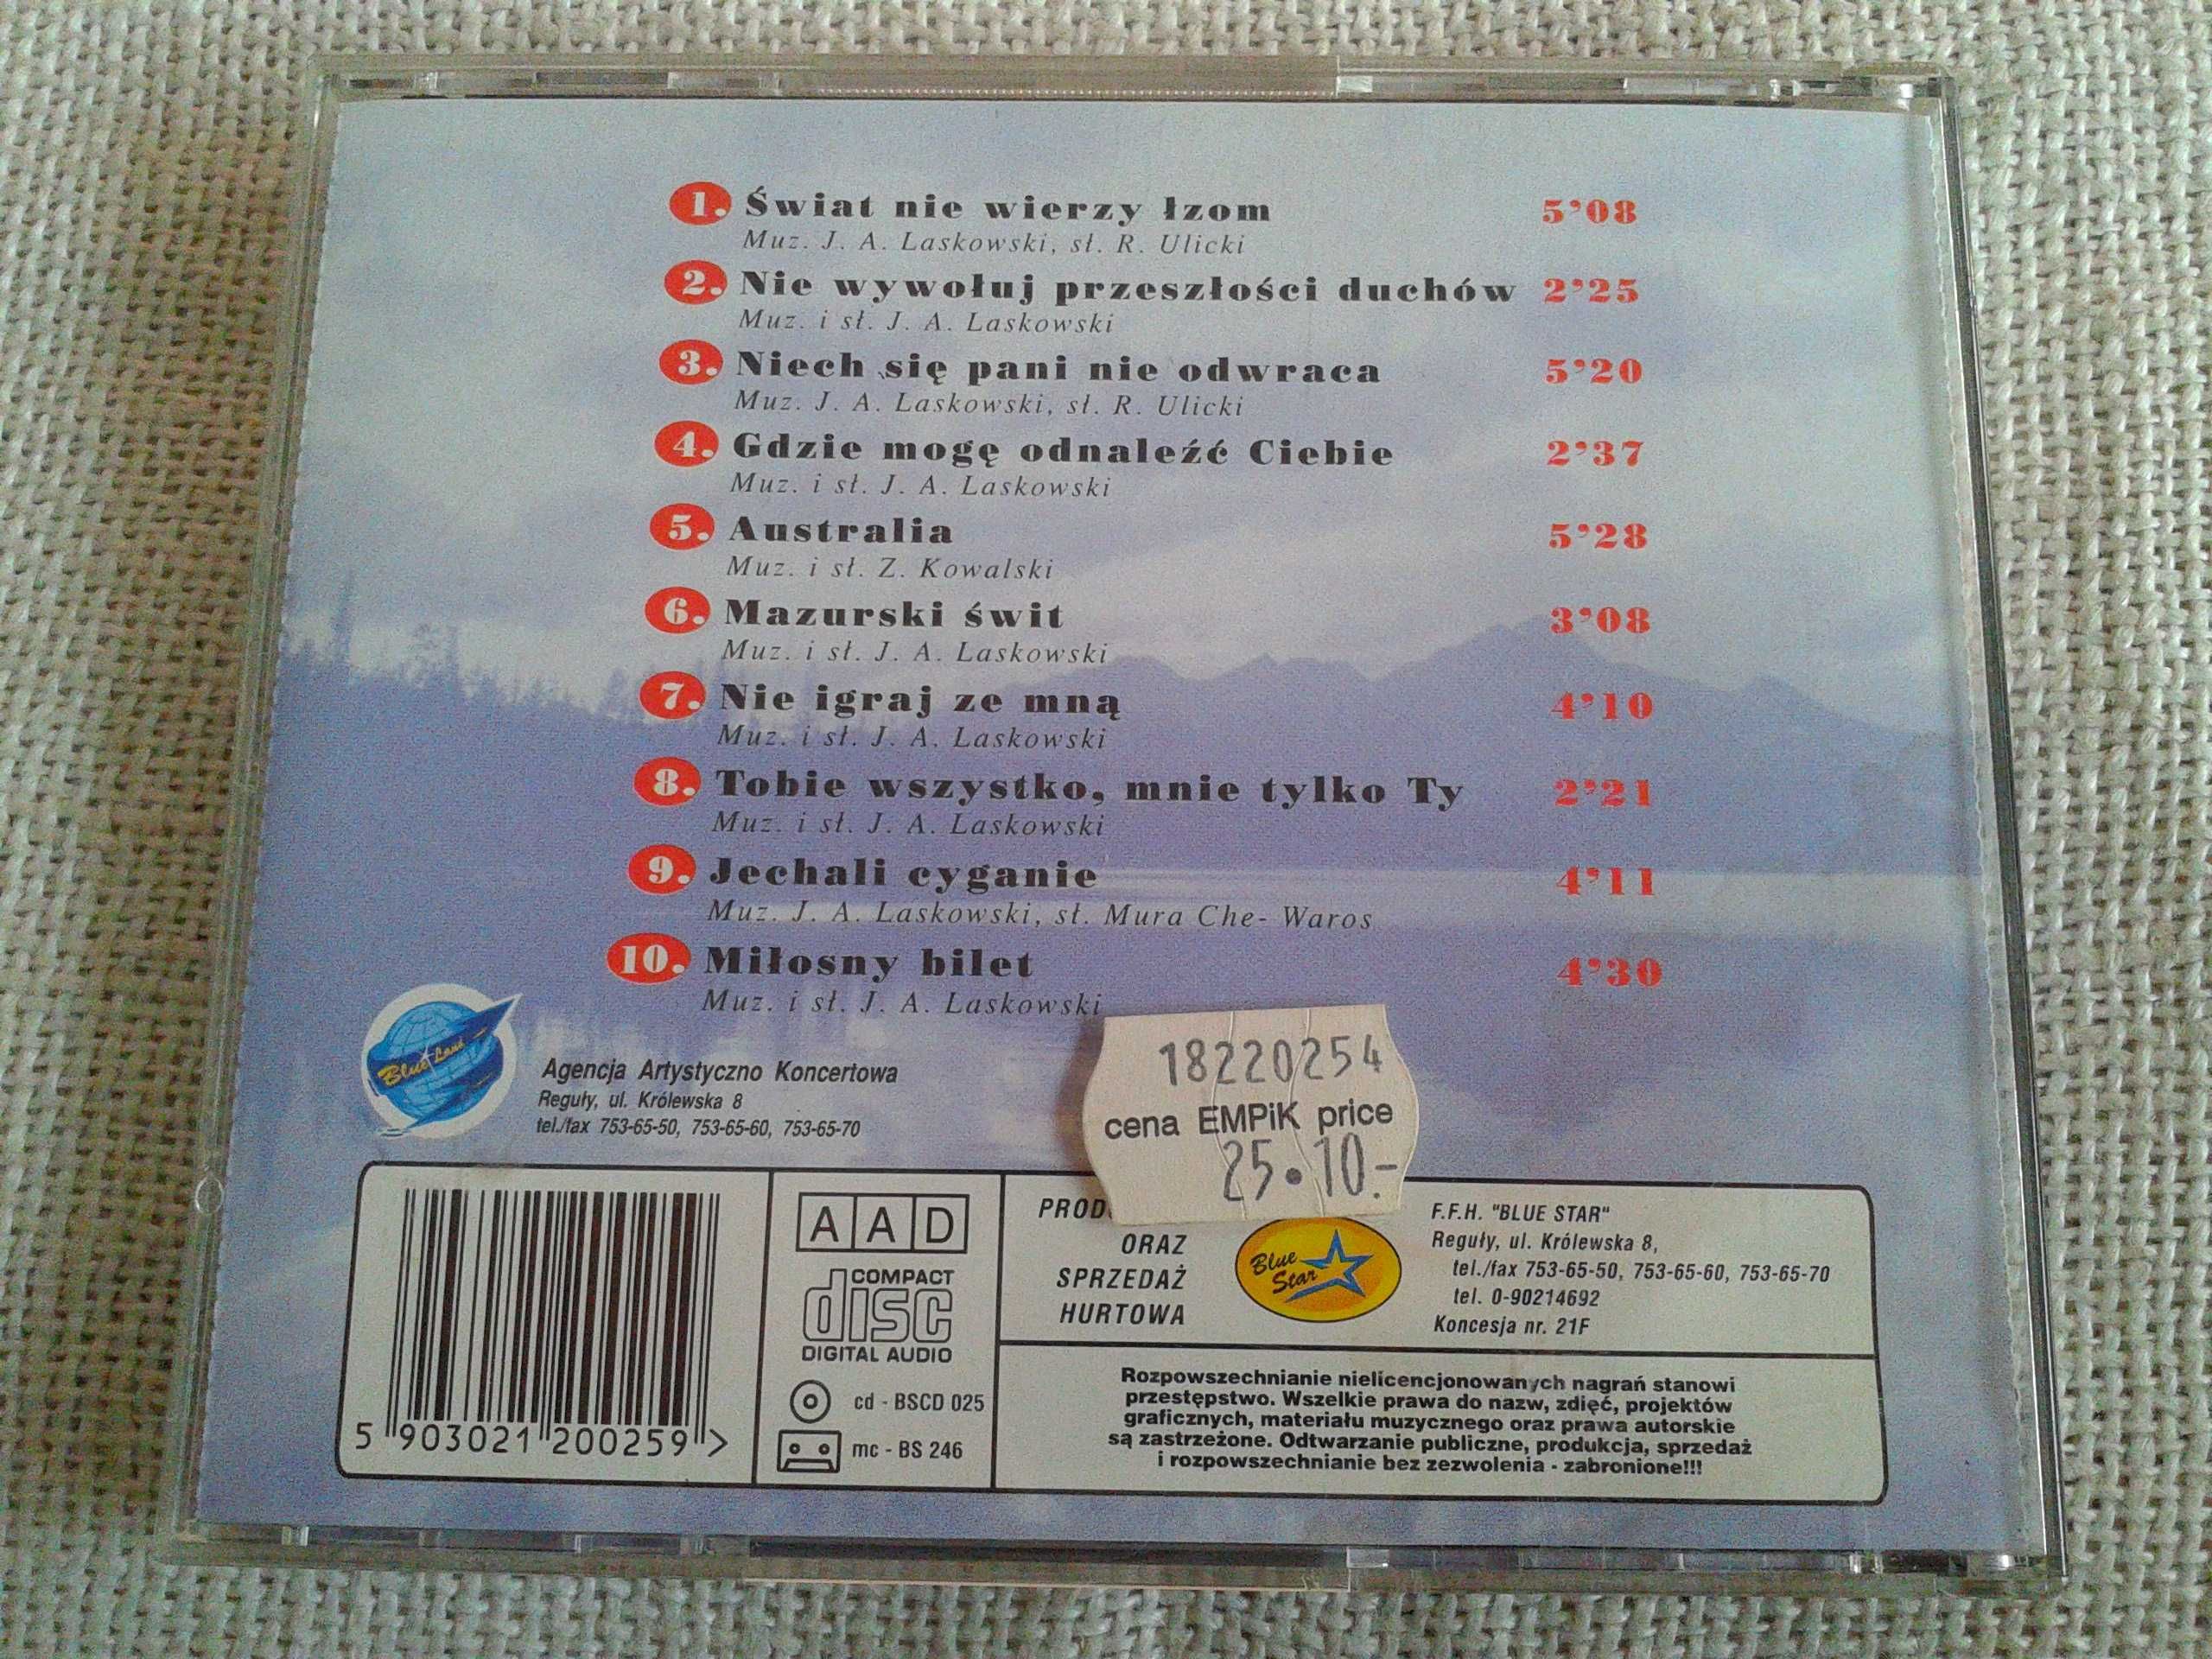 1. Świat nie wierzy łzom 5'08
Muz. J. A. Laskowski, sł. R. Ulicki
2. Nie wywołuj przeszłości duchów 2'25
Muz. i sł. J. A. Laskowski
3. Niech się pani nie odwraca 5'20
Muz. J. A. Laskowski, sł. R. Ulicki
4. Gdzie mogę odnaleźć Ciebie 2'37
Muz. i sł. J. A. Laskowski
5. Australia 5'28
Muz. i sł. Z. Kowalski
6. Mazurski świt 3'08
Muz. i sł. J. A. Laskowski
7. Nie igraj ze mną 4'10
Muz. i sł. J. A. Laskowski
8. Tobie wszystko, mnie tylko Ty 2'21
Muz. i sł. J. A. Laskowski
9. Jechali cyganie 4'11
Muz. J. A. Laskowski, sł. Mura Che- Waros
10. Miłosny bilet 4'30
Muz. i sł. J. A. Laskowski
Blue Land
Agencja Artystyczno Koncertowa
Reguły, ul. Królewska 8
tel./fax 753-65-50, 753-65-60, 753-65-70
18220254
cena EMPiK price
25.10.-
5 903021 200259 >
AAD
COMPACT
disc
DIGITAL AUDIO
cd - BSCD 025
mc - BS 246
PROD
ORAZ
SPRZEDAŻ
HURTOWA
Blue
Star
F.F.H. "BLUE STAR"
Reguły, ul. Królewska 8,
tel./fax 753-65-50, 753-65-60, 753-65-70
tel. 0-90214692
Koncesja nr. 21F
Rozpowszechnianie nielicencjonowanych nagrań stanowi
przestępstwo. Wszelkie prawa do nazw, zdjęć, projektów
graficznych, materiału muzycznego oraz prawa autorskie
są zastrzeżone. Odtwarzanie publiczne, produkcja, sprzedaż
i rozpowszechnianie bez zezwolenia - zabronione!!!